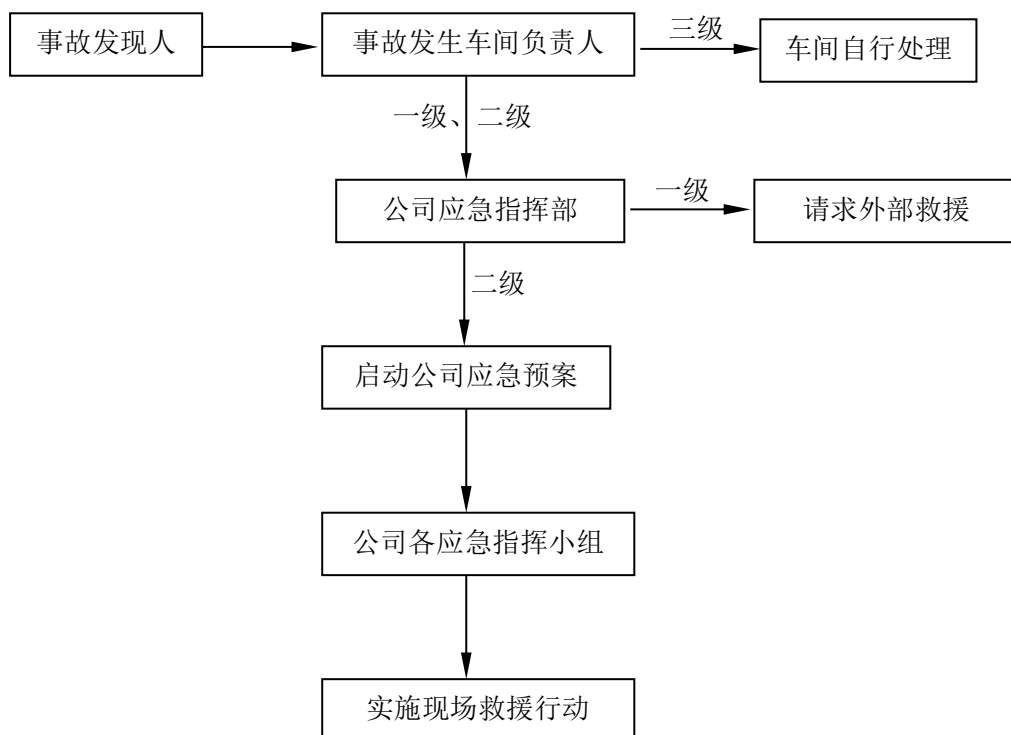 事故发现人
事故发生车间负责人
三级
车间自行处理
一级、二级
公司应急指挥部
一级
请求外部救援
二级
启动公司应急预案
公司各应急指挥小组
实施现场救援行动